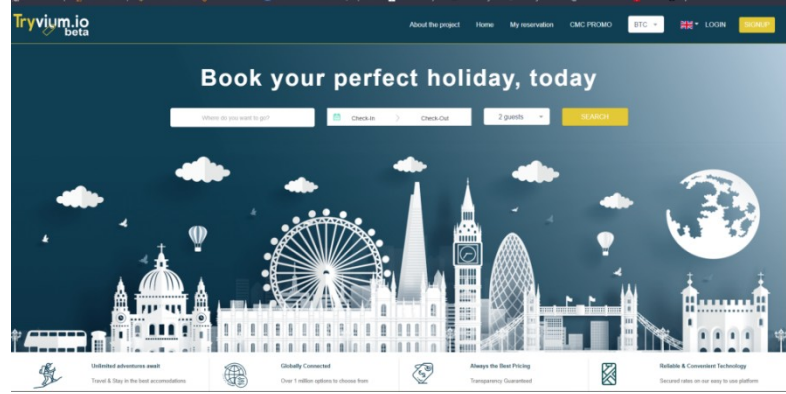 Tryvium.io
beta
About the project
Home
My reservation
CMC PROMO
BTC
LOGIN
SIGNUP
Book your perfect holiday, today
Where do you want to go?
Check-In
Check-Out
2 guests
SEARCH
Unlimited adventures await
Travel & Stay in the best accomodations
Globally Connected
Over 1 million options to choose from
Always the Best Pricing
Transparency Guaranteed
Reliable & Convenient Technology
Secured rates on our easy to use platform